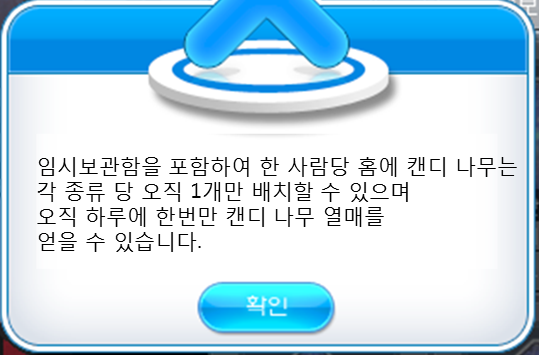 임시보관함을 포함하여 한 사람당 홈에 캔디 나무는
각 종류 당 오직 1개만 배치할 수 있으며
오직 하루에 한번만 캔디 나무 열매를
얻을 수 있습니다.
확인